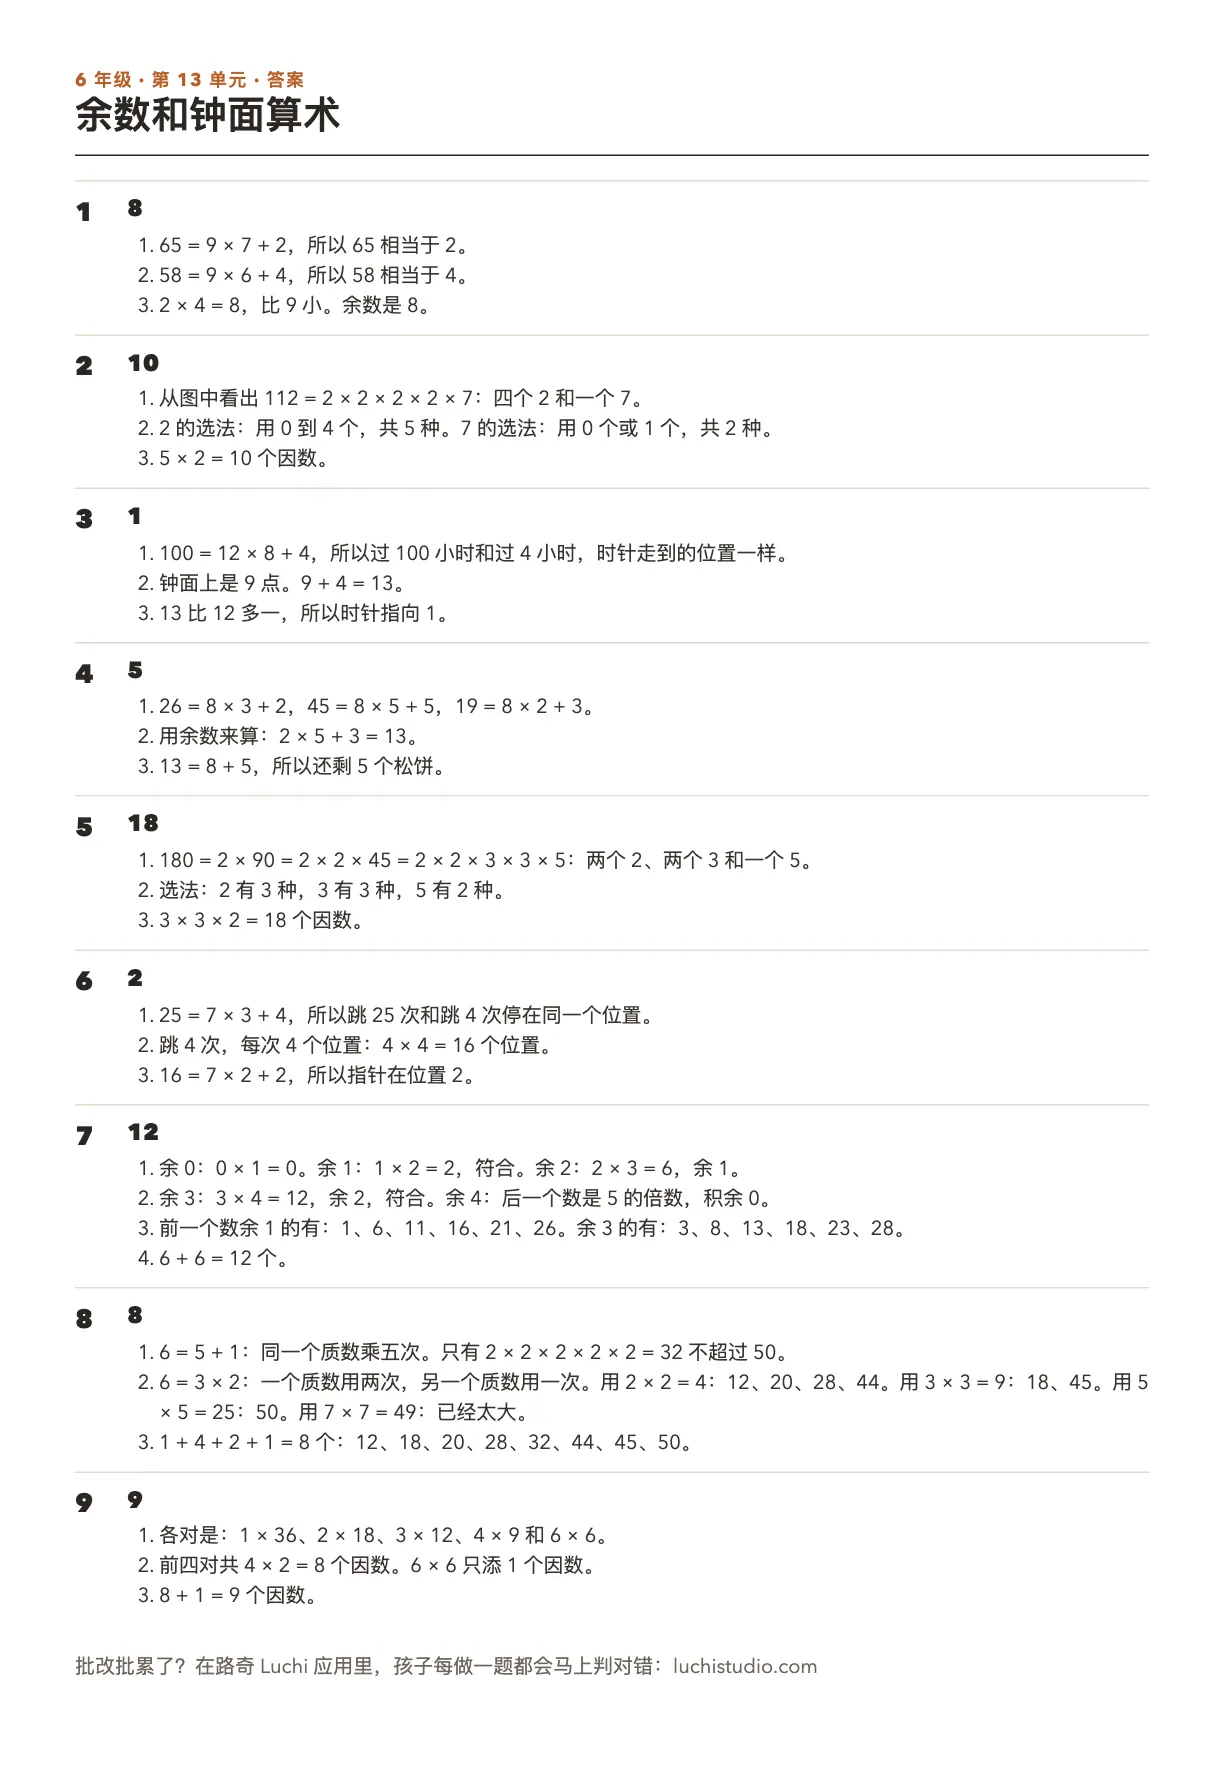 6 年级 · 第 13 单元 · 答案
余数和钟面算术
1 8
1. 65 = 9 × 7 + 2，所以 65 相当于 2。
2. 58 = 9 × 6 + 4，所以 58 相当于 4。
3. 2 × 4 = 8，比 9 小。余数是 8。
2 10
1. 从图中看出 112 = 2 × 2 × 2 × 2 × 7：四个 2 和一个 7。
2. 2 的选法：用 0 到 4 个，共 5 种。7 的选法：用 0 个或 1 个，共 2 种。
3. 5 × 2 = 10 个因数。
3 1
1. 100 = 12 × 8 + 4，所以过 100 小时和过 4 小时，时针走到的位置一样。
2. 钟面上是 9 点。9 + 4 = 13。
3. 13 比 12 多一，所以时针指向 1。
4 5
1. 26 = 8 × 3 + 2，45 = 8 × 5 + 5，19 = 8 × 2 + 3。
2. 用余数来算：2 × 5 + 3 = 13。
3. 13 = 8 + 5，所以还剩 5 个松饼。
5 18
1. 180 = 2 × 90 = 2 × 2 × 45 = 2 × 2 × 3 × 3 × 5：两个 2、两个 3 和一个 5。
2. 选法：2 有 3 种，3 有 3 种，5 有 2 种。
3. 3 × 3 × 2 = 18 个因数。
6 2
1. 25 = 7 × 3 + 4，所以跳 25 次和跳 4 次停在同一个位置。
2. 跳 4 次，每次 4 个位置：4 × 4 = 16 个位置。
3. 16 = 7 × 2 + 2，所以指针在位置 2。
7 12
1. 余 0：0 × 1 = 0。余 1：1 × 2 = 2，符合。余 2：2 × 3 = 6，余 1。
2. 余 3：3 × 4 = 12，余 2，符合。余 4：后一个数是 5 的倍数，积余 0。
3. 前一个数余 1 的有：1、6、11、16、21、26。余 3 的有：3、8、13、18、23、28。
4. 6 + 6 = 12 个。
8 8
1. 6 = 5 + 1：同一个质数乘五次。只有 2 × 2 × 2 × 2 × 2 = 32 不超过 50。
2. 6 = 3 × 2：一个质数用两次，另一个质数用一次。用 2 × 2 = 4：12、20、28、44。用 3 × 3 = 9：18、45。用 5
× 5 = 25：50。用 7 × 7 = 49：已经太大。
3. 1 + 4 + 2 + 1 = 8 个：12、18、20、28、32、44、45、50。
9 9
1. 各对是：1 × 36、2 × 18、3 × 12、4 × 9 和 6 × 6。
2. 前四对共 4 × 2 = 8 个因数。6 × 6 只添 1 个因数。
3. 8 + 1 = 9 个因数。
批改批累了？在路奇 Luchi 应用里，孩子每做一题都会马上判对错：luchistudio.com